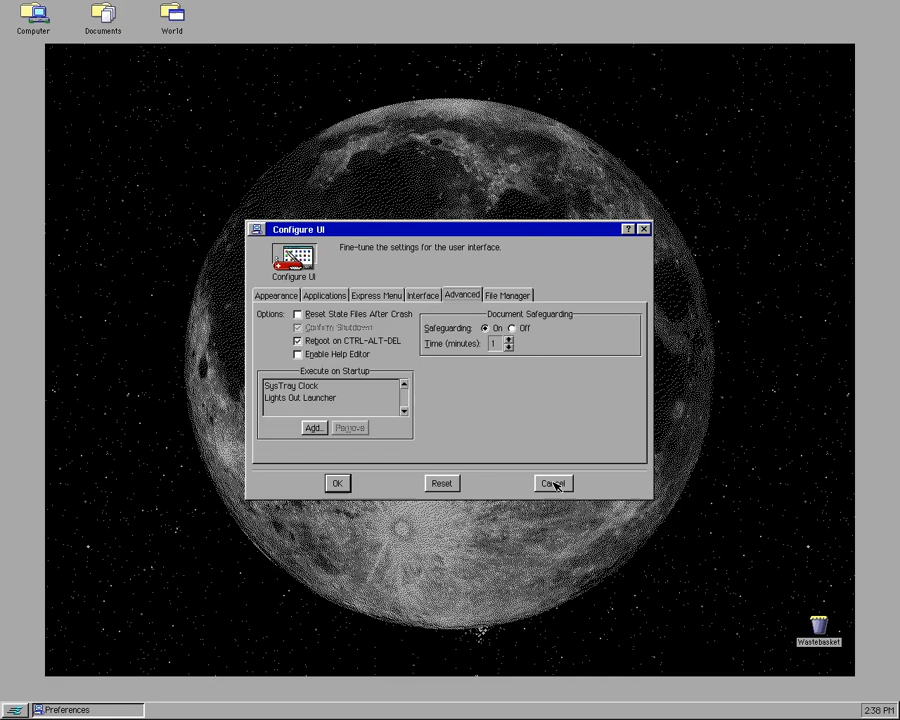 Computer
Documents
World
Configure UI
?
Fine-tune the settings for the user interface.
Configure UI
Appearance
Applications
Express Menu
Interface
Advanced
File Manager
Options:
Reset State Files After Crash
Confirm Shutdown
Reboot on CTRL-ALT-DEL
Enable Help Editor
Document Safeguarding
Safeguarding: On Off
Time (minutes): 1
Execute on Startup
SysTray Clock
Lights Out Launcher
Add...
Remove
OK
Reset
Cancel
Wastebasket
Preferences
2:38 PM